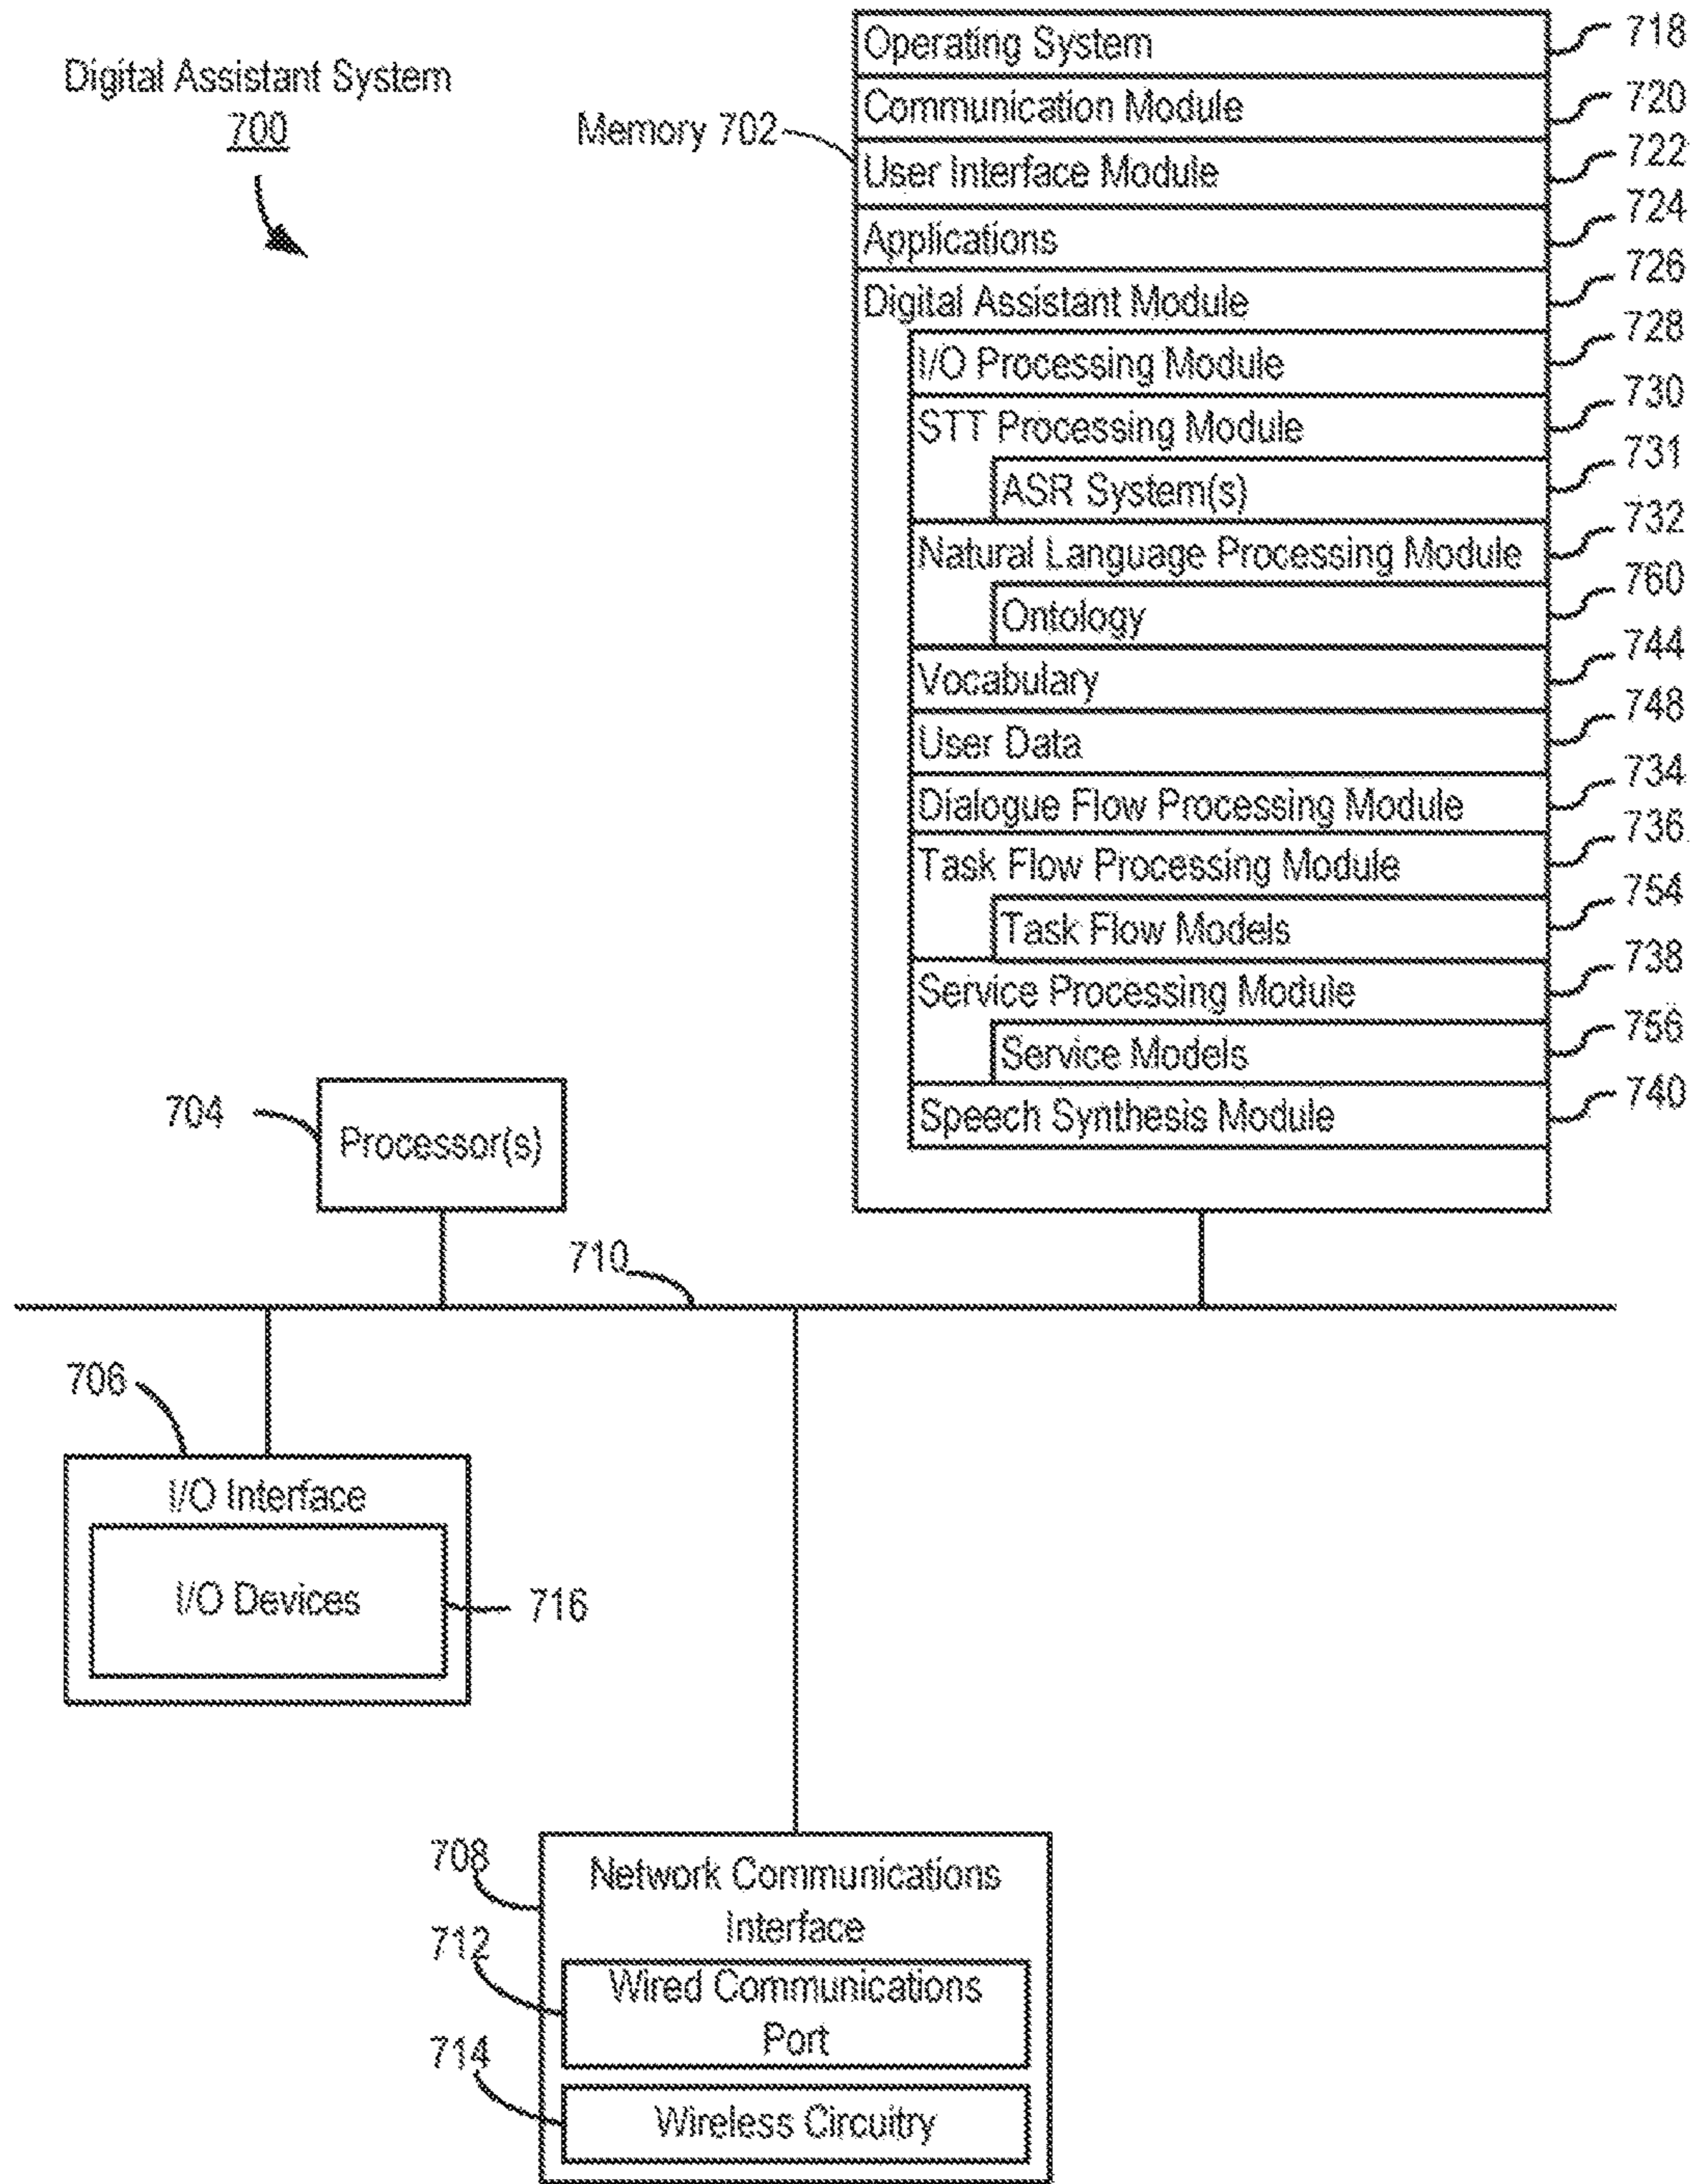 Digital Assistant System
700
Memory 702
Operating System 718
Communication Module 720
User Interface Module 722
Applications 724
Digital Assistant Module 726
I/O Processing Module 728
STT Processing Module 730
ASR System(s) 731
Natural Language Processing Module 732
Ontology 760
Vocabulary 744
User Data 748
Dialogue Flow Processing Module 734
Task Flow Processing Module 736
Task Flow Models 754
Service Processing Module 738
Service Models 756
Speech Synthesis Module 740
704
Processor(s)
710
706
I/O Interface
I/O Devices
716
708
Network Communications
Interface
712
Wired Communications
Port
714
Wireless Circuitry